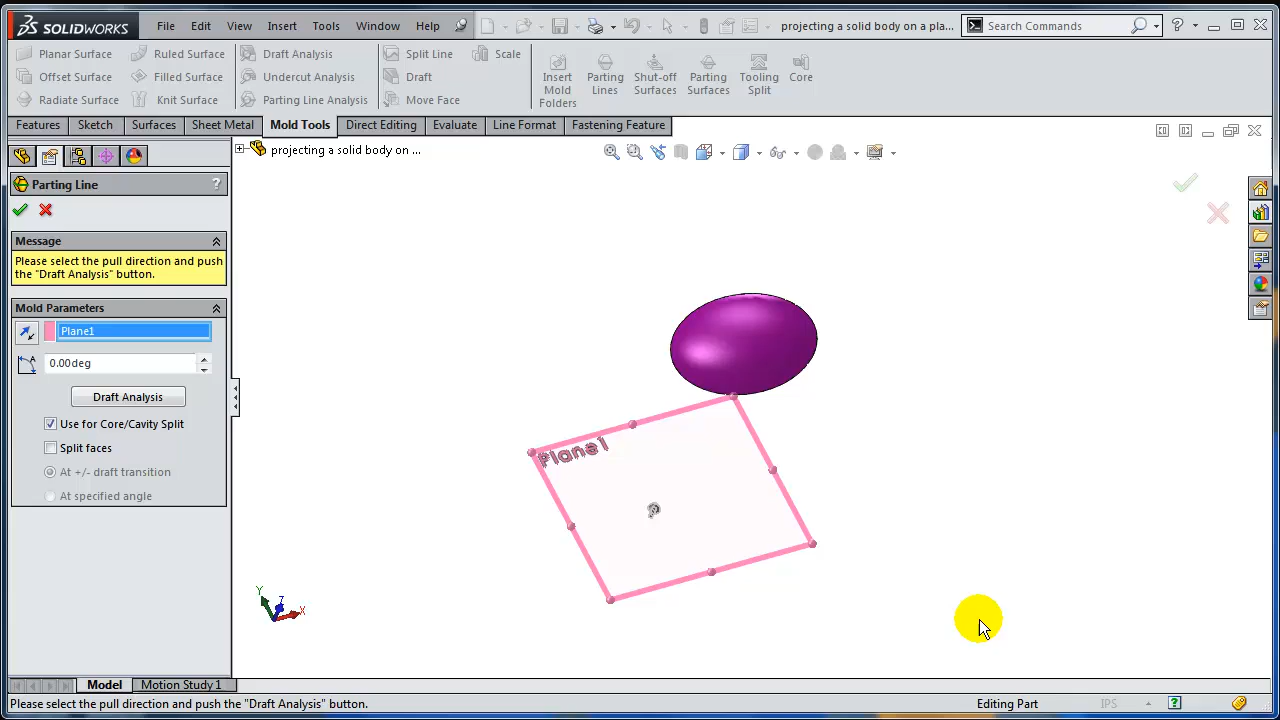 SOLIDWORKS File Edit View Insert Tools Window Help projecting a solid body on a pla... Search Commands
Planar Surface Ruled Surface Draft Analysis Split Line Scale
Offset Surface Filled Surface Undercut Analysis Draft
Radiate Surface Knit Surface Parting Line Analysis Move Face
Insert Mold Folders
Parting Lines
Shut-off Surfaces
Parting Surfaces
Tooling Split
Core
Features Sketch Surfaces Sheet Metal Mold Tools Direct Editing Evaluate Line Format Fastening Feature
projecting a solid body on ...
Parting Line ?
Message
Please select the pull direction and push
the "Draft Analysis" button.
Mold Parameters
Plane1
0.00deg
Draft Analysis
Use for Core/Cavity Split
Split faces
At +/- draft transition
At specified angle
Plane1
Y
Z
X
Model Motion Study 1
Please select the pull direction and push the "Draft Analysis" button. Editing Part IPS ?